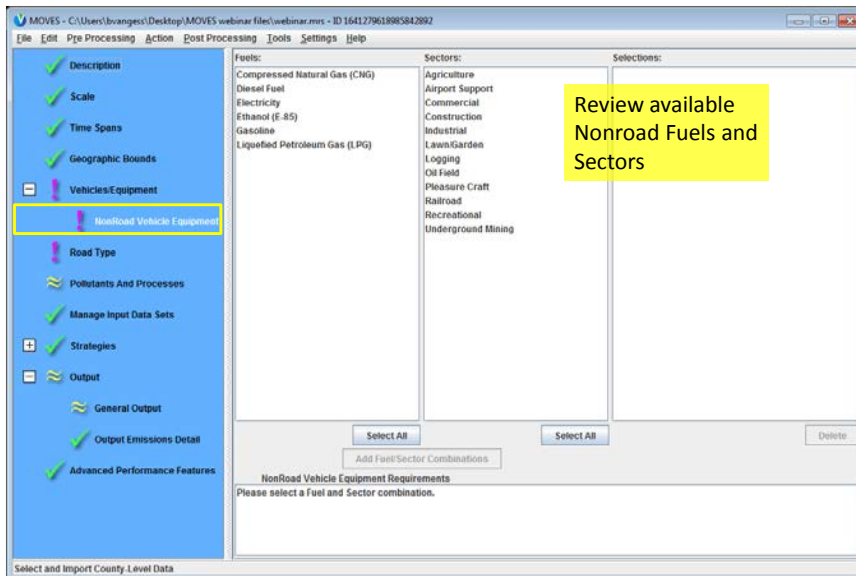 MOVES - C:\Users\bvangess\Desktop\MOVES webinar files\webinar.mrs - ID 1641279618985842892
File Edit Pre Processing Action Post Processing Tools Settings Help
Description
Scale
Time Spans
Geographic Bounds
Vehicles/Equipment
NonRoad Vehicle Equipment
Road Type
Pollutants And Processes
Manage Input Data Sets
Strategies
Output
General Output
Output Emissions Detail
Advanced Performance Features
Fuels:
Compressed Natural Gas (CNG)
Diesel Fuel
Electricity
Ethanol (E-85)
Gasoline
Liquefied Petroleum Gas (LPG)
Select All
Sectors:
Agriculture
Airport Support
Commercial
Construction
Industrial
Lawn/Garden
Logging
Oil Field
Pleasure Craft
Railroad
Recreational
Underground Mining
Select All
Selections:
Review available
Nonroad Fuels and
Sectors
Delete
Add Fuel/Sector Combinations
NonRoad Vehicle Equipment Requirements
Please select a Fuel and Sector combination.
Select and Import County-Level Data